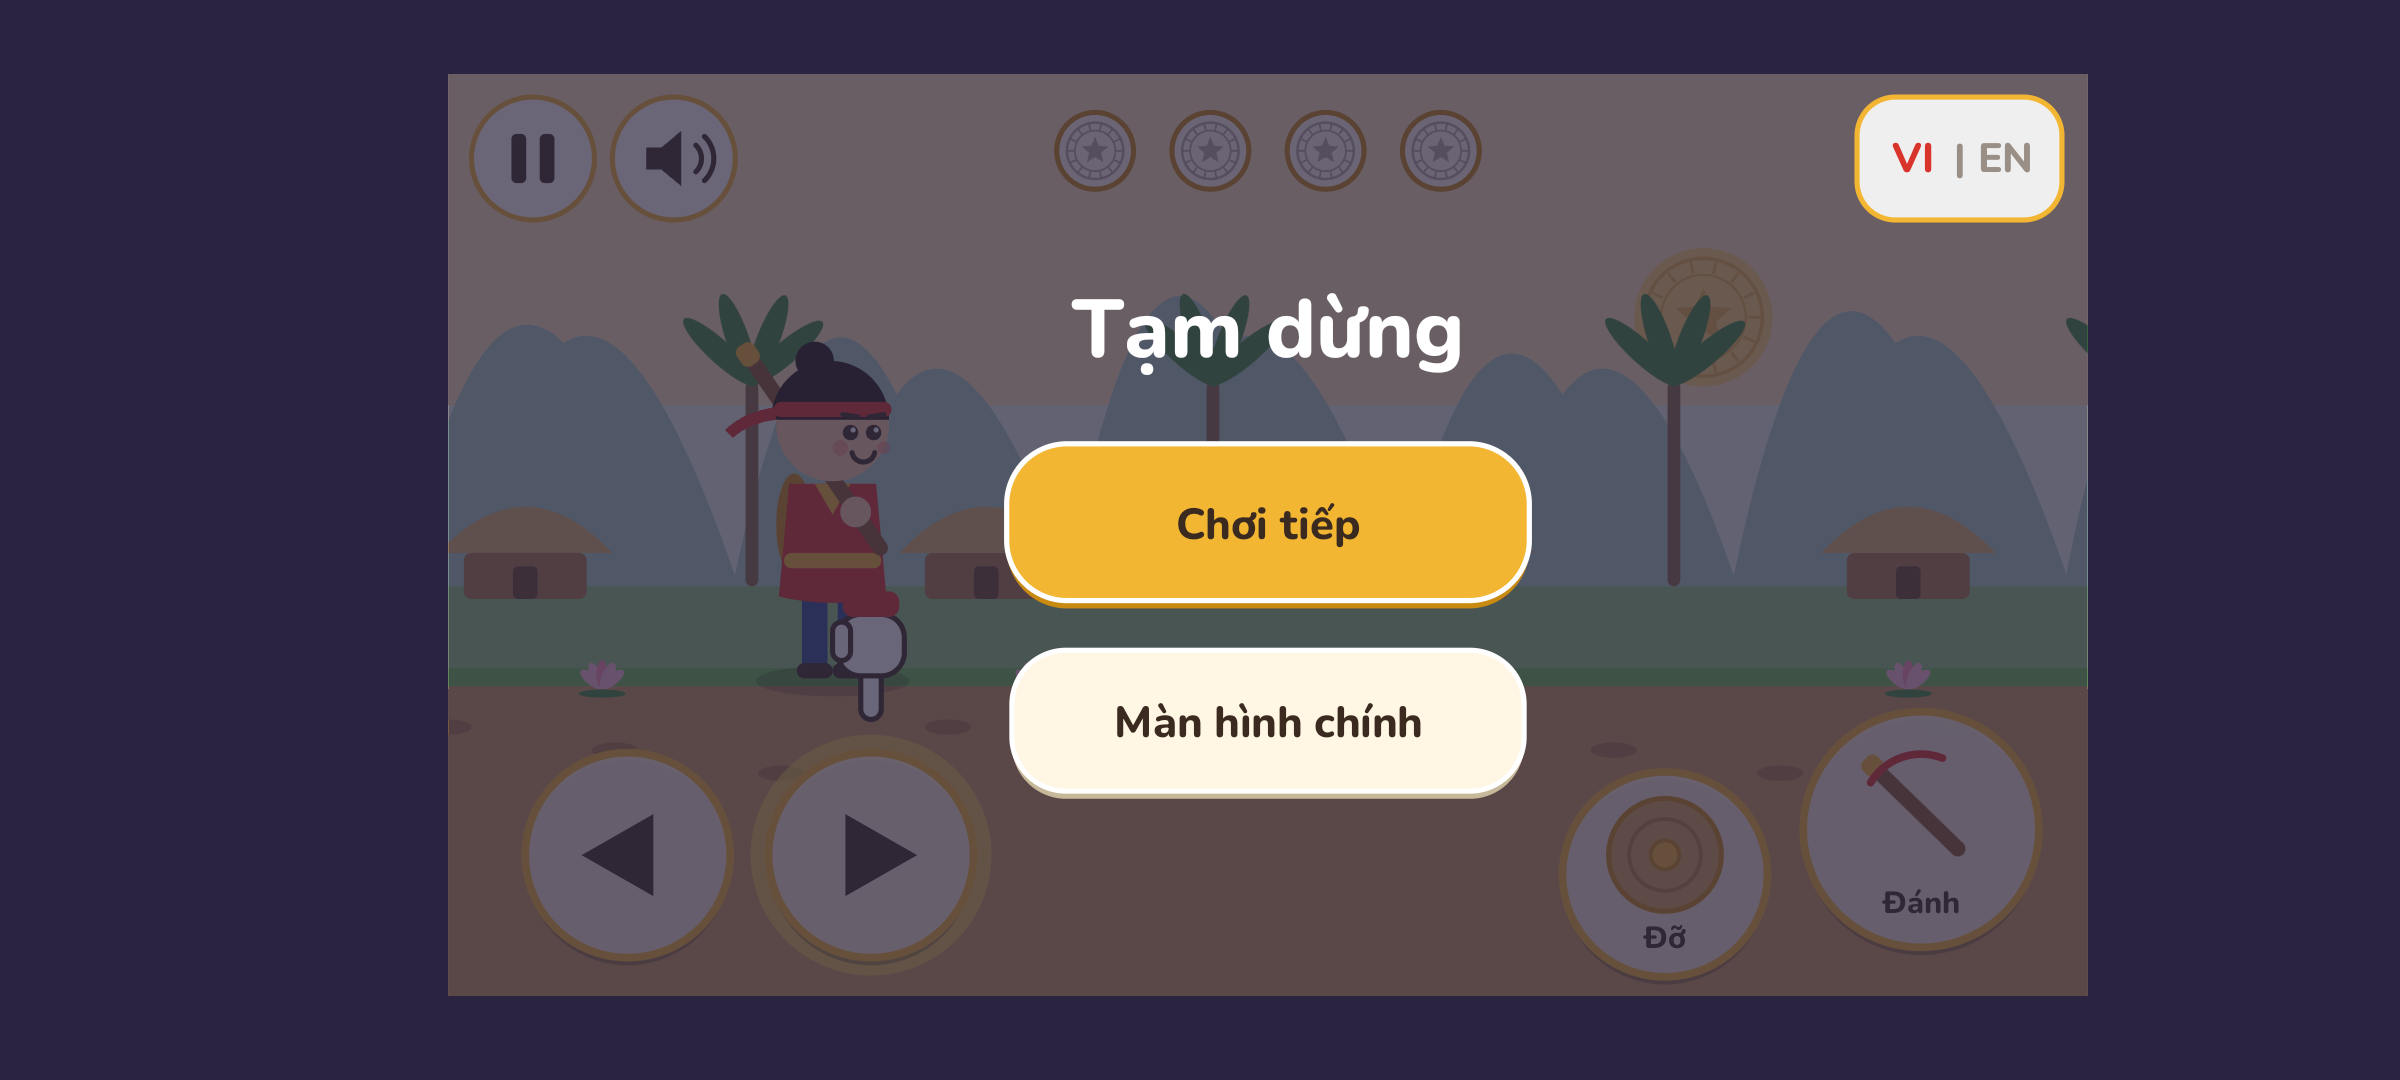 VI | EN
Tạm dừng
Chơi tiếp
Màn hình chính
Đánh
Đỡ